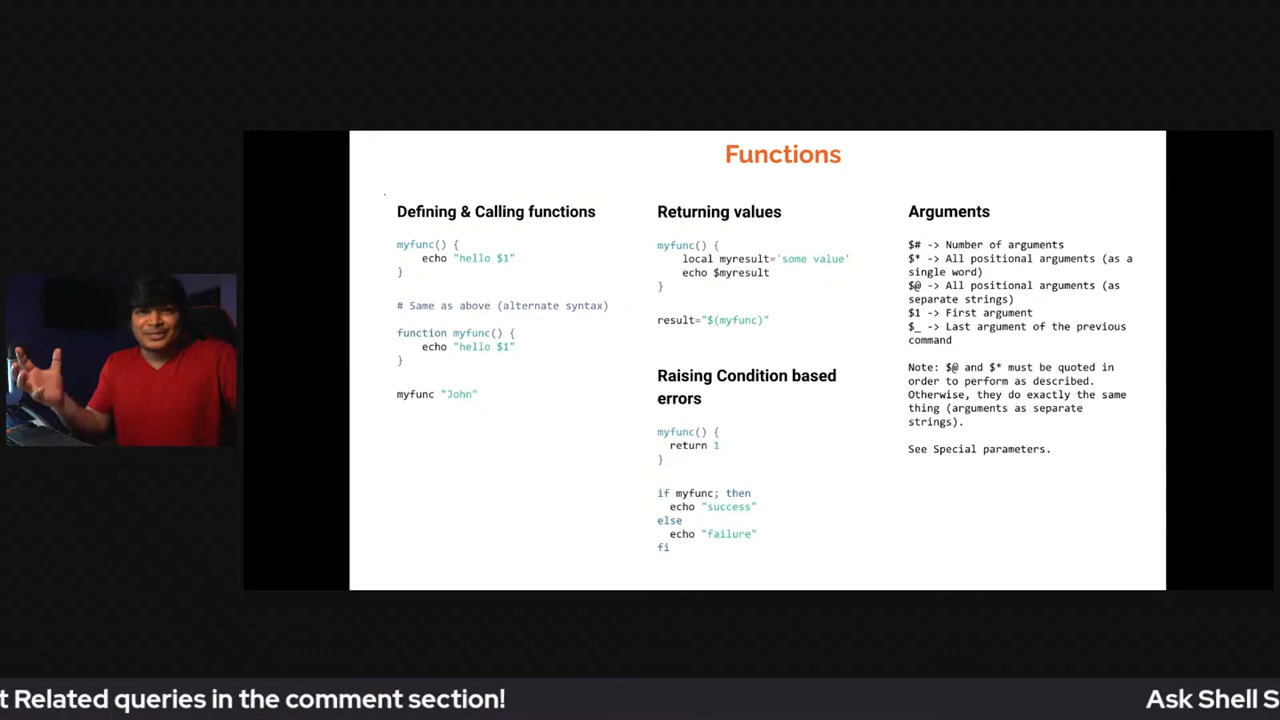 Functions
Defining & Calling functions
myfunc() {
    echo "hello $1"
}
# Same as above (alternate syntax)
function myfunc() {
    echo "hello $1"
}
myfunc "John"
Returning values
myfunc() {
    local myresult='some value'
    echo $myresult
}
result="$(myfunc)"
Raising Condition based
errors
myfunc() {
  return 1
}
if myfunc; then
  echo "success"
else
  echo "failure"
fi
Arguments
$# -> Number of arguments
$* -> All positional arguments (as a
single word)
$@ -> All positional arguments (as
separate strings)
$1 -> First argument
$_ -> Last argument of the previous
command
Note: $@ and $* must be quoted in
order to perform as described.
Otherwise, they do exactly the same
thing (arguments as separate
strings).
See Special parameters.
t Related queries in the comment section! Ask Shell S